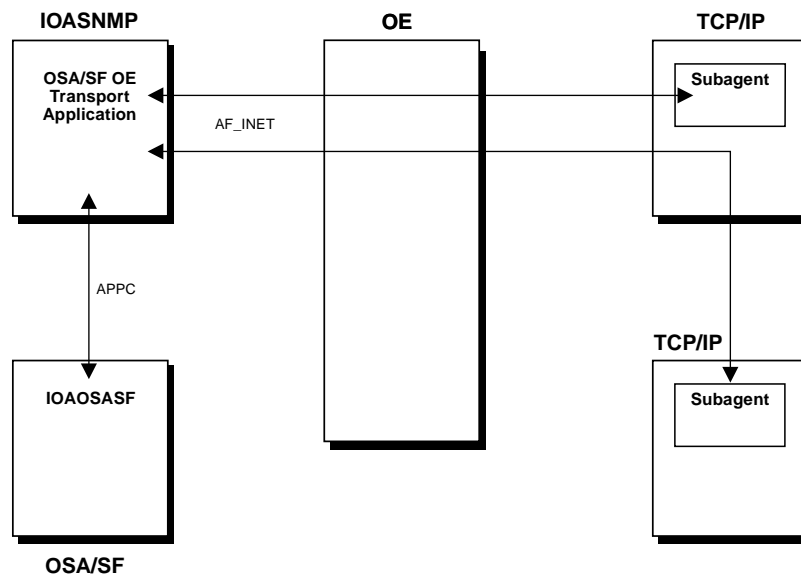 IOASNMP
OE
TCP/IP
OSA/SF OE
Transport
Application
Subagent
AF_INET
APPC
TCP/IP
IOAOSASF
Subagent
OSA/SF